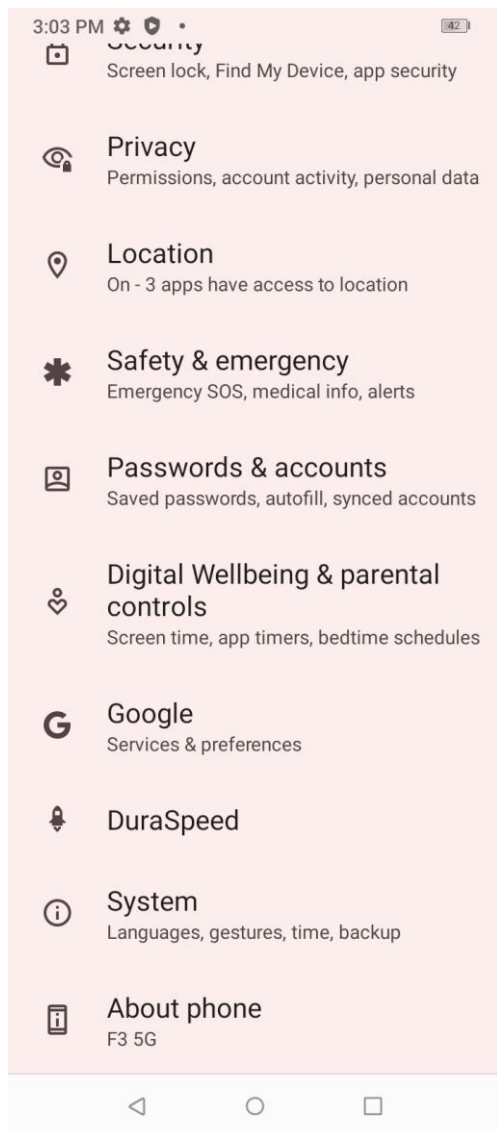 3:03 PM
42
Security
Screen lock, Find My Device, app security
Privacy
Permissions, account activity, personal data
Location
On - 3 apps have access to location
Safety & emergency
Emergency SOS, medical info, alerts
Passwords & accounts
Saved passwords, autofill, synced accounts
Digital Wellbeing & parental
controls
Screen time, app timers, bedtime schedules
Google
Services & preferences
DuraSpeed
System
Languages, gestures, time, backup
About phone
F3 5G